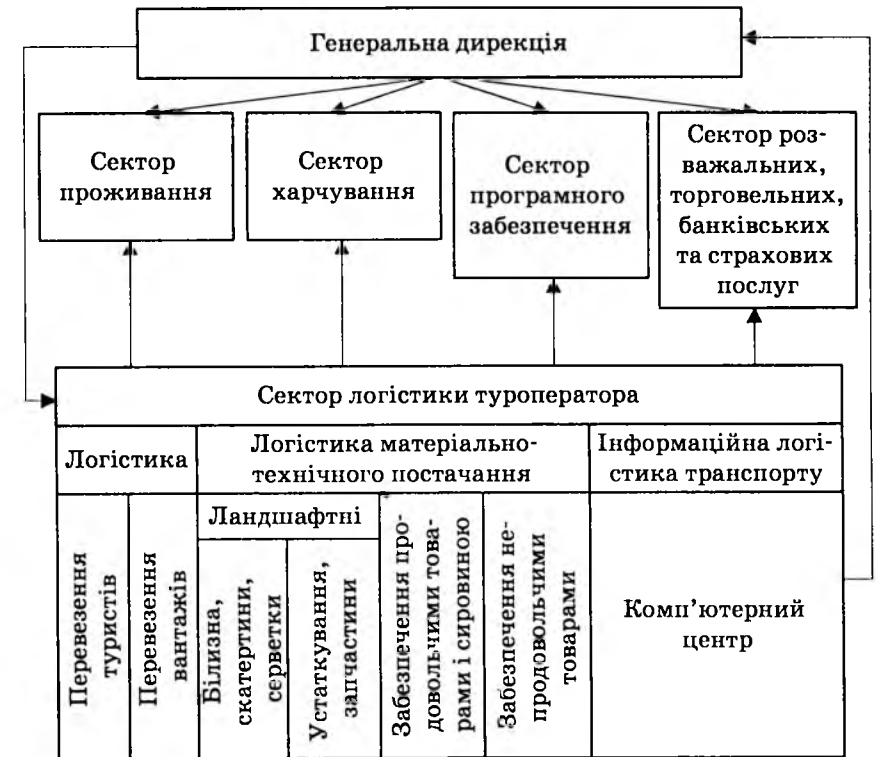 Генеральна дирекція
Сектор
проживання
Сектор
харчування
Сектор
програмного
забезпечення
Сектор роз-
важальних,
торговельних,
банківських
та страхових
послуг
Сектор логістики туроператора
Логістика
Логістика матеріально-
технічного постачання
Інформаційна логі-
стика транспорту
Перевезення
туристів
Перевезення
вантажів
Ландшафтні
Білизна,
скатертини,
серветки
Устаткування,
запчастини
Забезпечення про-
довольчими това-
рами і сировиною
Забезпечення не-
продовольчими
товарами
Комп’ютерний
центр